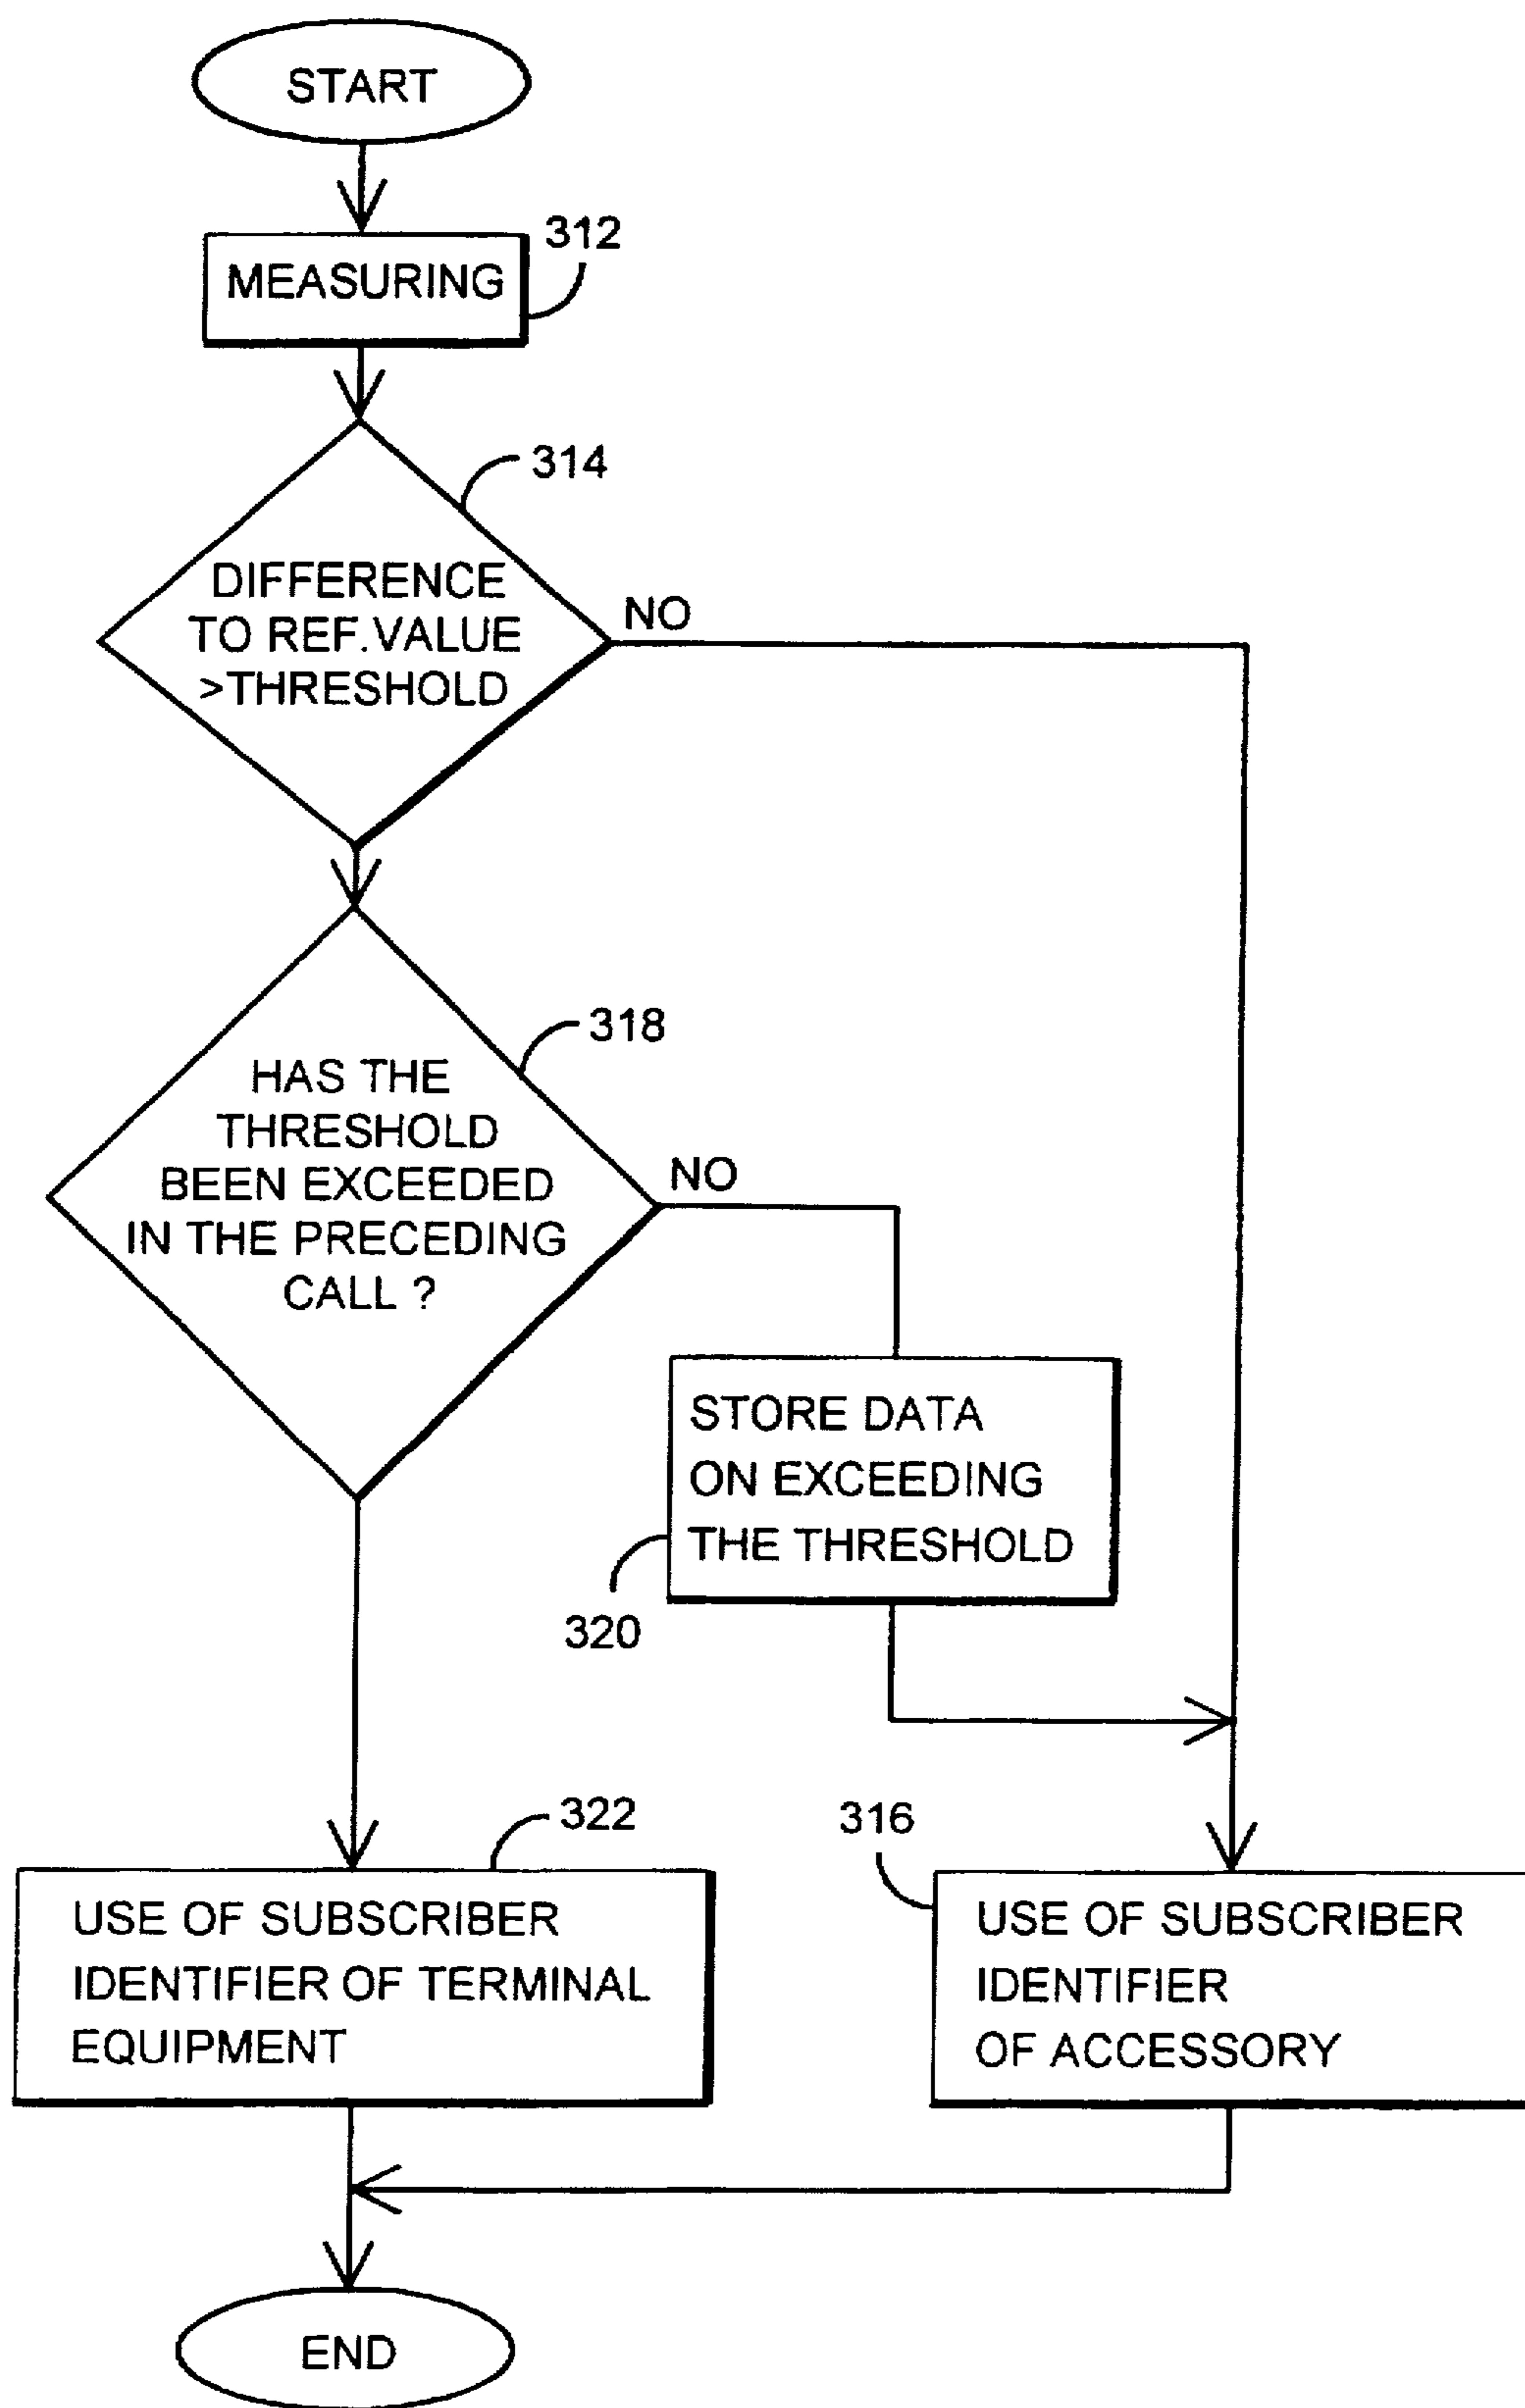 START
312
MEASURING
314
DIFFERENCE
TO REF.VALUE
>THRESHOLD
NO
318
HAS THE
THRESHOLD
BEEN EXCEEDED
IN THE PRECEDING
CALL ?
NO
STORE DATA
ON EXCEEDING
THE THRESHOLD
320
322
USE OF SUBSCRIBER
IDENTIFIER OF TERMINAL
EQUIPMENT
316
USE OF SUBSCRIBER
IDENTIFIER
OF ACCESSORY
END